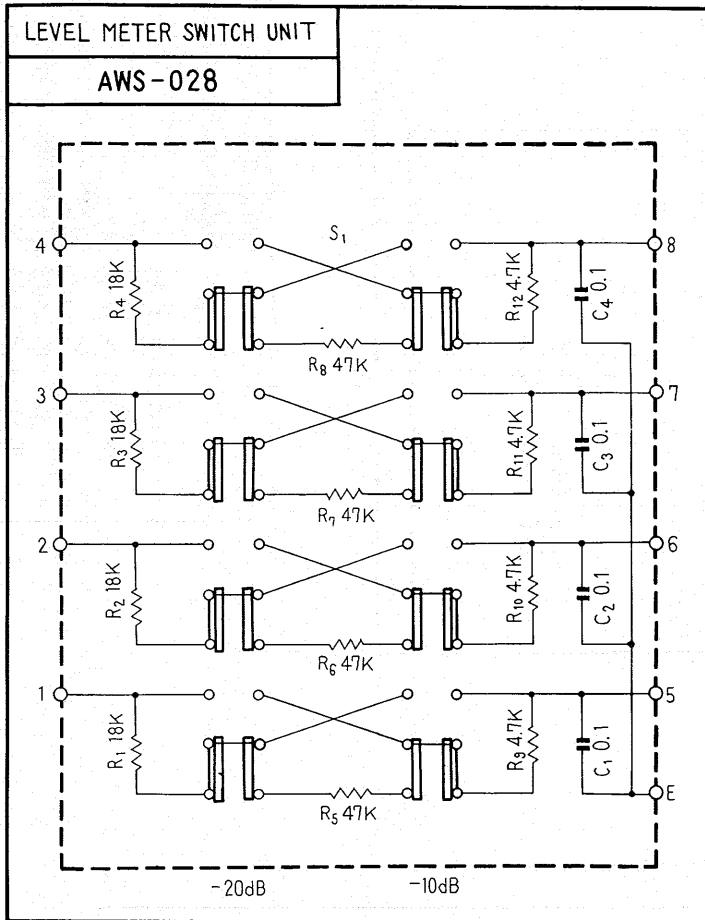 LEVEL METER SWITCH UNIT
AWS-028
4
S₁
8
R₄ 18K
R₁₂ 4.7K
C₄ 0.1
R₈ 47K
3
7
R₃ 18K
R₁₁ 4.7K
C₃ 0.1
R₇ 47K
2
6
R₂ 18K
R₁₀ 4.7K
C₂ 0.1
R₆ 47K
1
5
R₁ 18K
R₉ 4.7K
C₁ 0.1
E
R₅ 47K
-20dB
-10dB